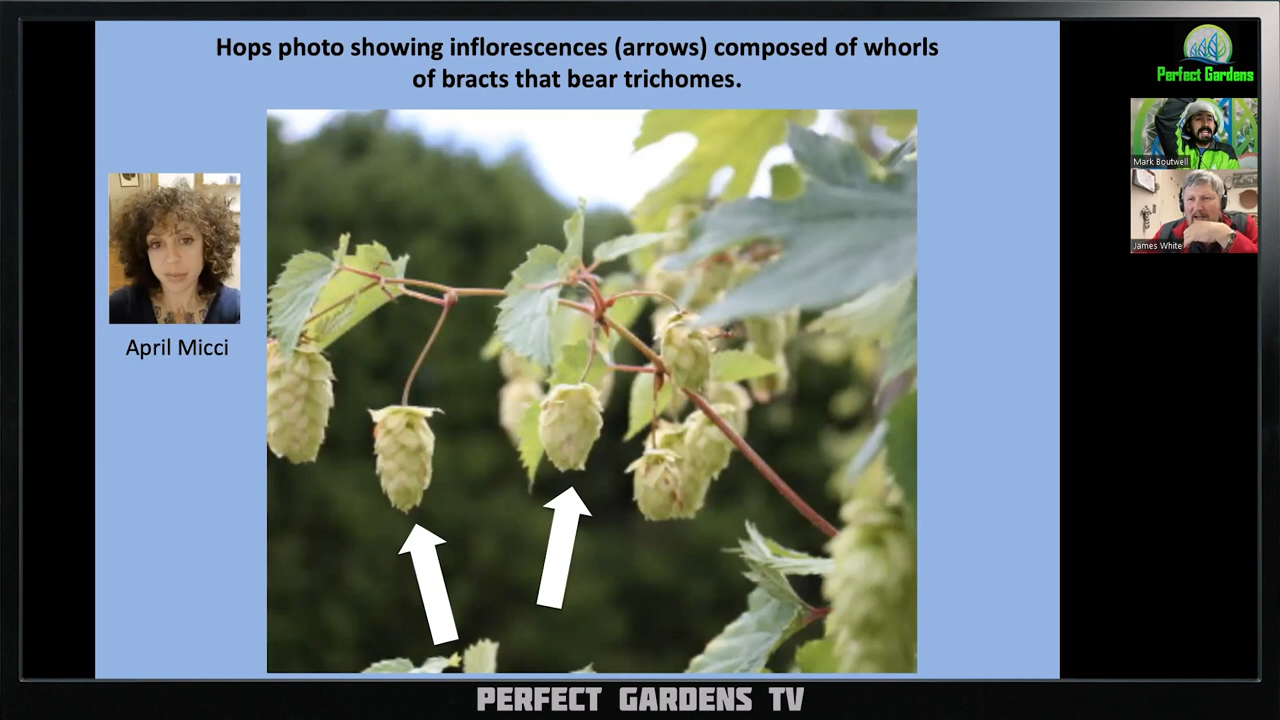 Hops photo showing inflorescences (arrows) composed of whorls
of bracts that bear trichomes.
April Micci
Perfect Gardens
Mark Boutwell
James White
PERFECT GARDENS TV